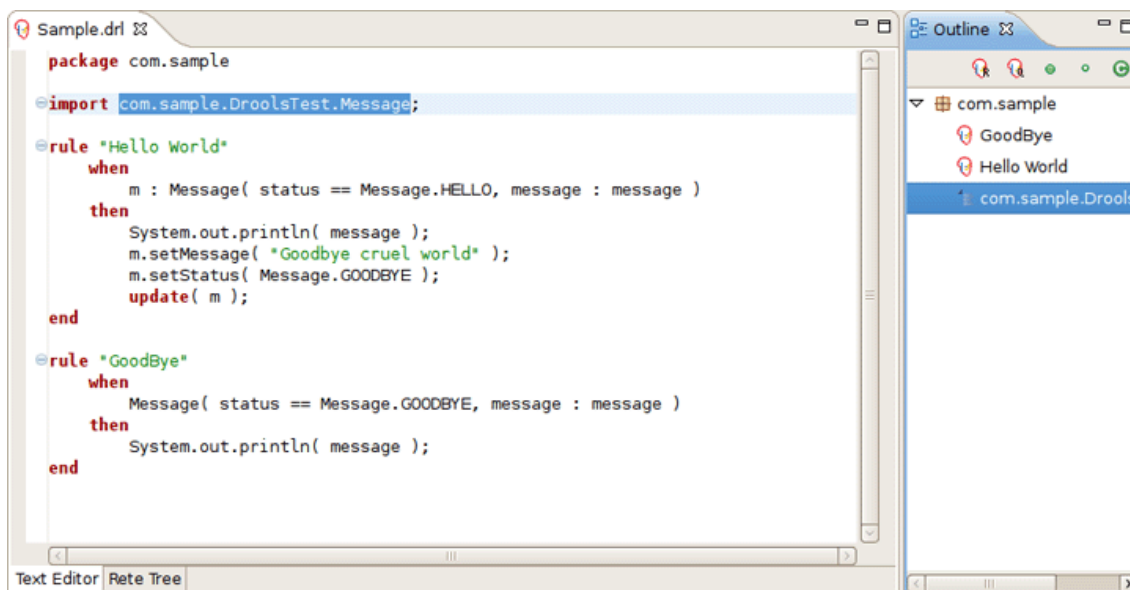 Sample.drl
package com.sample
import com.sample.DroolsTest.Message;
rule "Hello World"
when
m : Message( status == Message.HELLO, message : message )
then
System.out.println( message );
m.setMessage( "Goodbye cruel world" );
m.setStatus( Message.GOODBYE );
update( m );
end
rule "GoodBye"
when
Message( status == Message.GOODBYE, message : message )
then
System.out.println( message );
end
Text Editor Rete Tree
Outline
com.sample
GoodBye
Hello World
com.sample.Drools